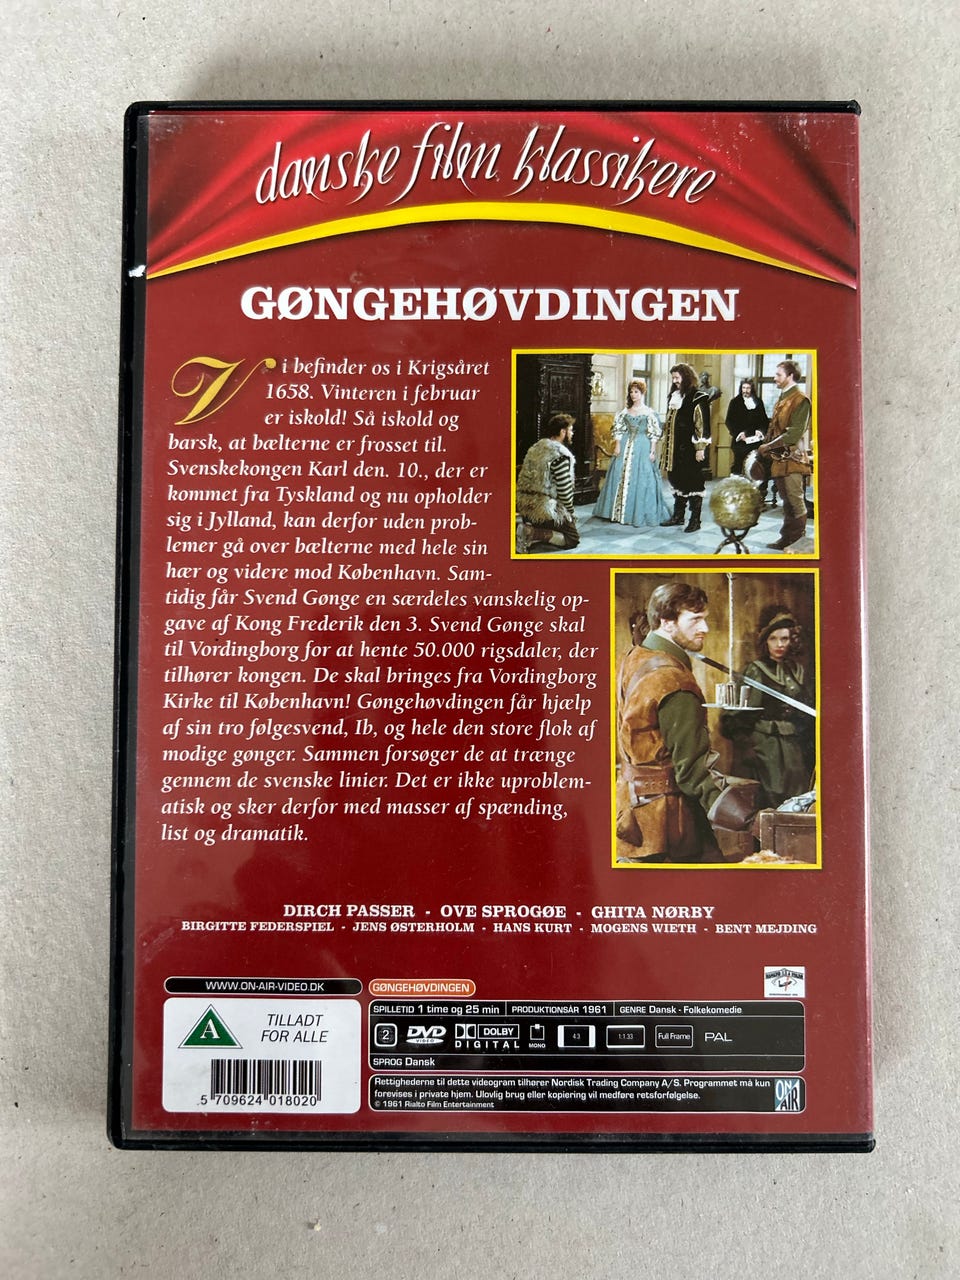 danske film klassikere
GØNGEHØVDINGEN
Vi befinder os i Krigsåret
1658. Vinteren i februar
er iskold! Så iskold og
barsk, at bælterne er frosset til.
Svenskekongen Karl den. 10., der er
kommet fra Tyskland og nu opholder
sig i Jylland, kan derfor uden prob-
lemer gå over bælterne med hele sin
hær og videre mod København. Sam-
tidig får Svend Gønge en særdeles vanskelig op-
gave af Kong Frederik den 3. Svend Gønge skal
til Vordingborg for at hente 50.000 rigsdaler, der
tilhører kongen. De skal bringes fra Vordingborg
Kirke til København! Gøngehøvdingen får hjælp
af sin tro følgesvend, Ib, og hele den store flok af
modige gønger. Sammen forsøger de at trænge
gennem de svenske linier. Det er ikke uproblem-
atisk og sker derfor med masser af spænding,
list og dramatik.
DIRCH PASSER - OVE SPROGØE - GHITA NØRBY
BIRGITTE FEDERSPIEL - JENS ØSTERHOLM - HANS KURT - MOGENS WIETH - BENT MEJDING
WWW.ON-AIR-VIDEO.DK
GØNGEHØVDINGEN
A
TILLADT
FOR ALLE
5 709624 018020
SPILLETID 1 time og 25 min
PRODUKTIONSÅR 1961
GENRE Dansk - Folkekomedie
2
DVD
VIDEO
DOLBY
DIGITAL
MONO
4:3
1:1.33
Full Frame
PAL
SPROG Dansk
Rettighederne til dette videogram tilhører Nordisk Trading Company A/S. Programmet må kun
forevises i private hjem. Ulovlig brug eller kopiering vil medføre retsforfølgelse.
© 1961 Rialto Film Entertainment
ON
AIR